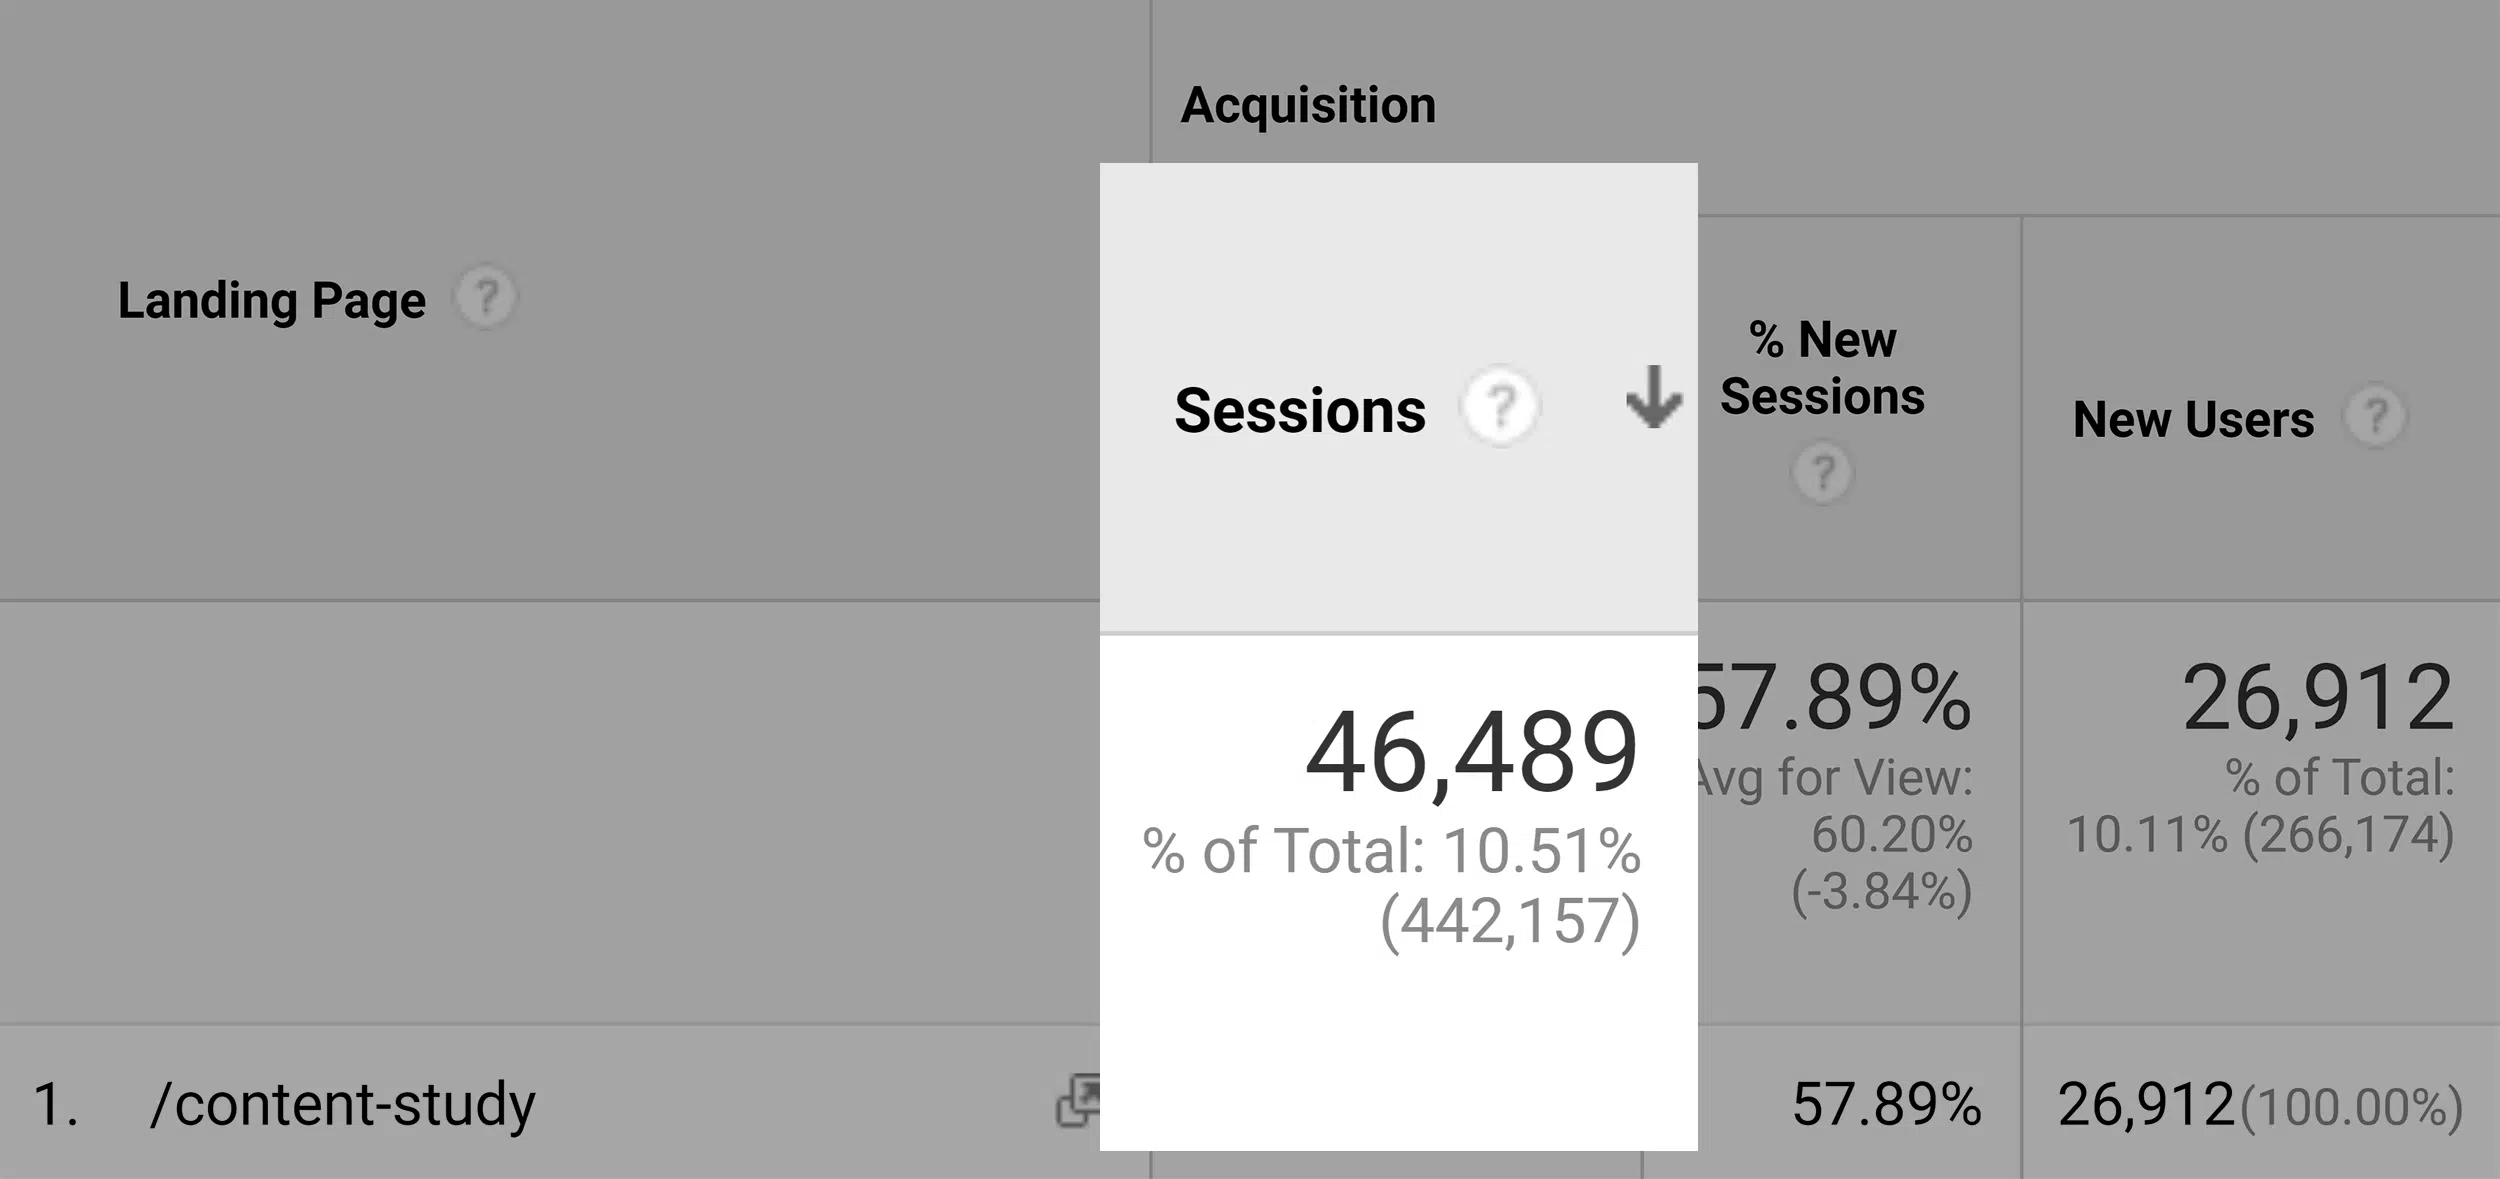 Acquisition
Landing Page ?
Sessions ?
% New
Sessions
?
New Users ?
46,489
% of Total: 10.51%
(442,157)
57.89%
Avg for View:
60.20%
(-3.84%)
26,912
% of Total:
10.11% (266,174)
1. /content-study
57.89%
26,912(100.00%)